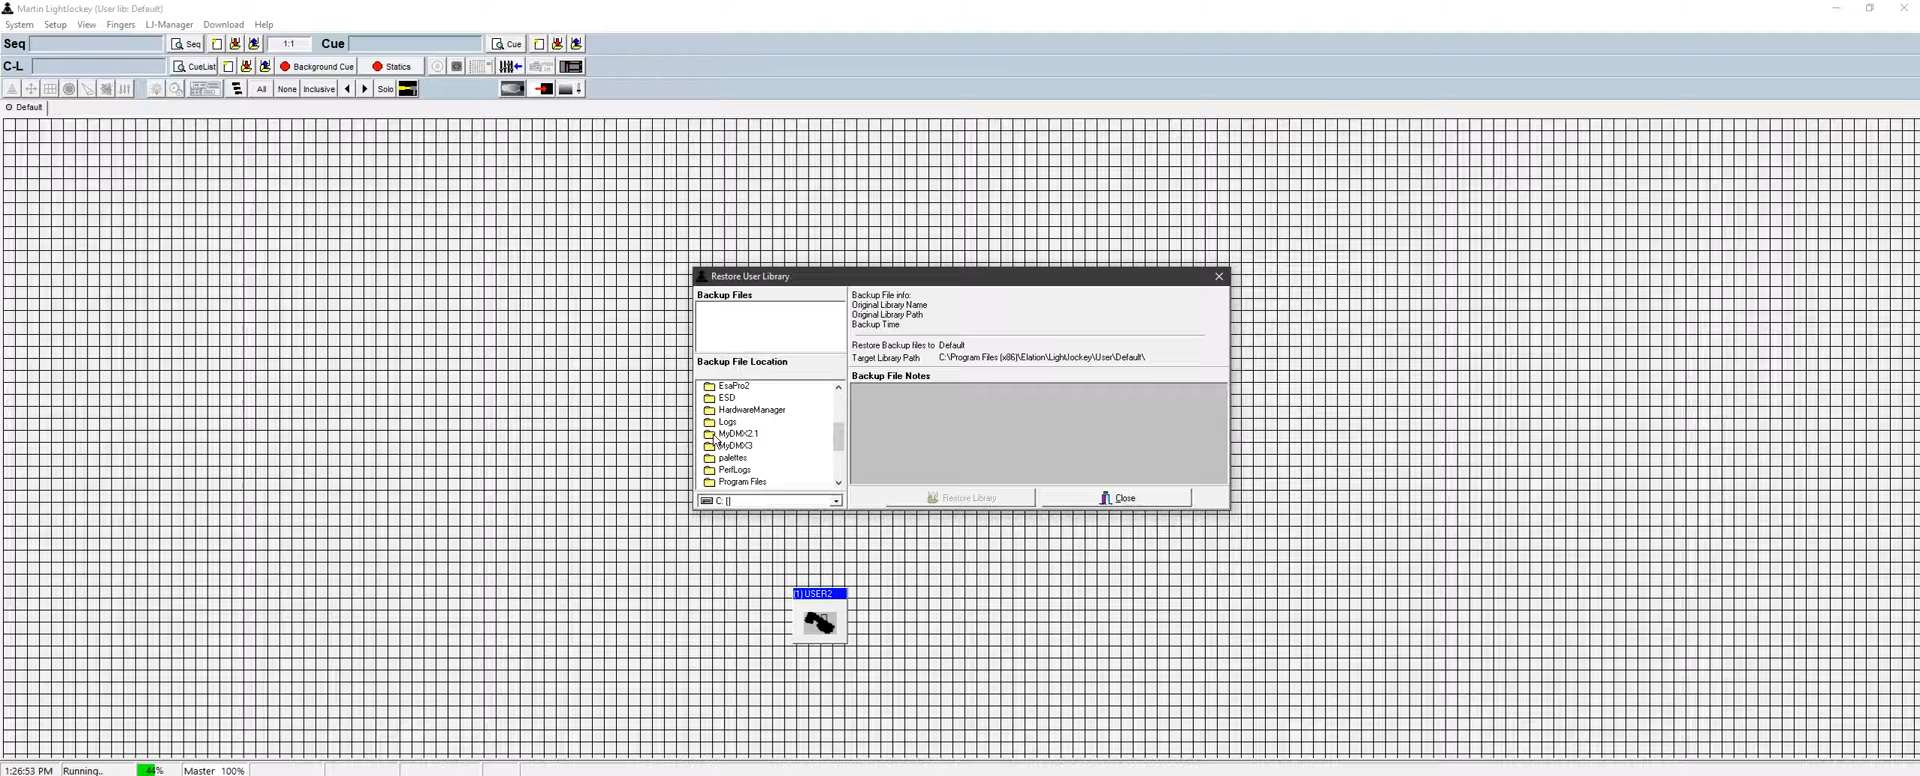 Martin LightJockey (User lib: Default)
System Setup View Fingers LJ-Manager Download Help
Seq Seq 1:1 Cue Cue
C-L CueList Background Cue Statics
All None Inclusive Solo
Default
Restore User Library
Backup Files
Backup File info:
Original Library Name
Original Library Path
Backup Time
Restore Backup files to Default
Target Library Path C:\Program Files (x86)\Elation\LightJockey\User\Default\
Backup File Location
Backup File Notes
EsaPro2
ESD
HardwareManager
Logs
MyDMX2.1
MyDMX3
palettes
PerfLogs
Program Files
C: []
Restore Library
Close
(1) USER2
1:26:53 PM Running.. 44% Master 100%